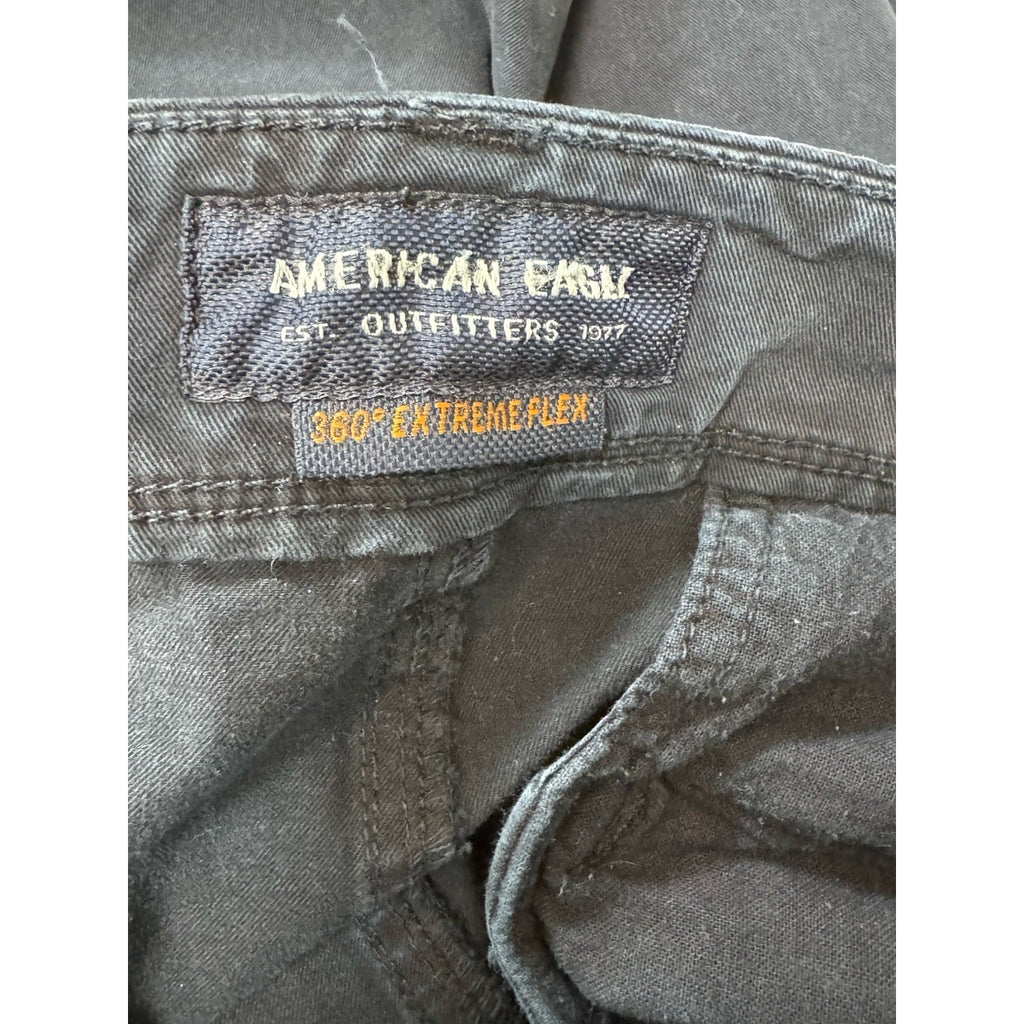 AMERICAN EAGLE
EST. OUTFITTERS 1977
360° EXTREME FLEX